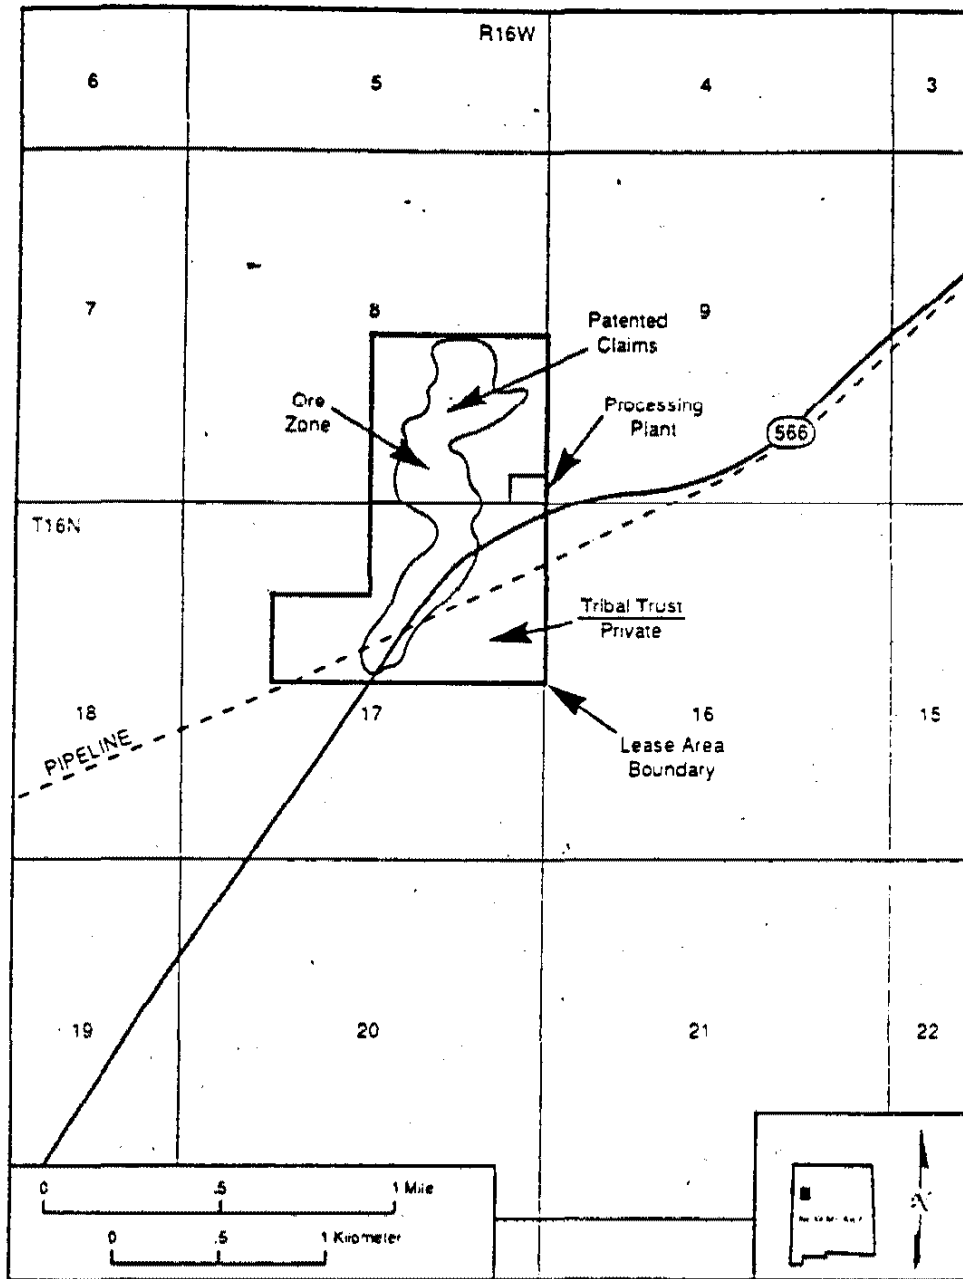 R16W
6
5
4
3
7
8
9
Patented
Claims
Ore
Zone
Processing
Plant
566
T16N
Tribal Trust
Private
18
17
16
15
PIPELINE
Lease Area
Boundary
19
20
21
22
0 .5 1 Mile
0 .5 1 Kilometer
N